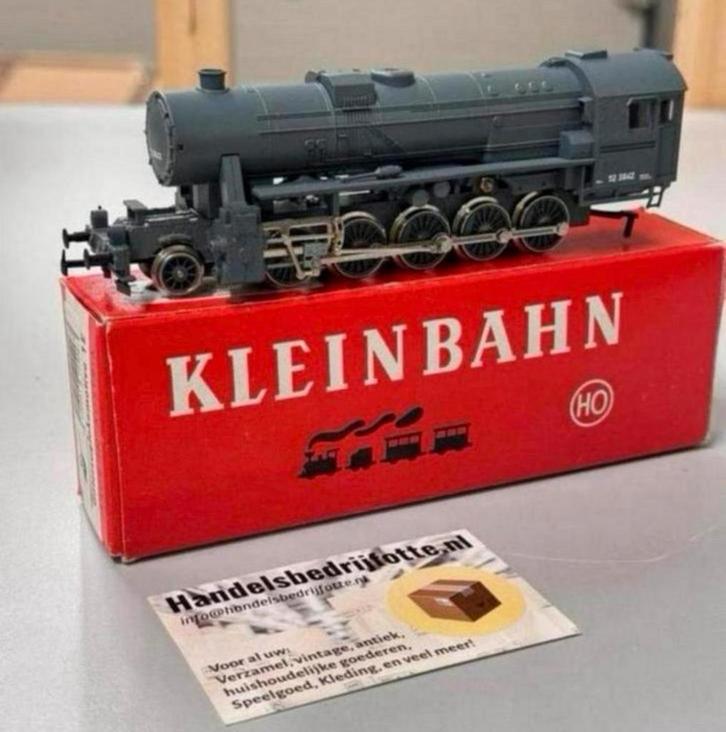 52 3842
KLEINBAHN
HO
Handelsbedrijfotte.nl
info@handelsbedrijfotte.nl
Voor al uw:
Verzamel, vintage, antiek,
huishoudelijke goederen,
Speelgoed, Kleding, en veel meer!